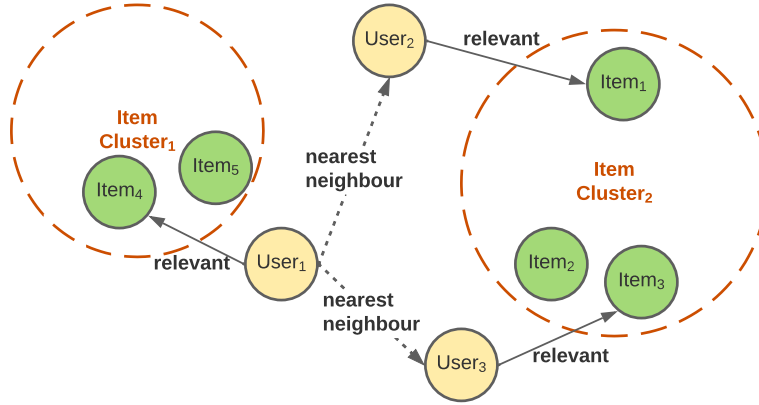 User₂
relevant
Item₁
Item
Cluster₁
nearest
neighbour
Item
Cluster₂
Item₅
Item₄
relevant
User₁
Item₂
Item₃
nearest
neighbour
User₃
relevant